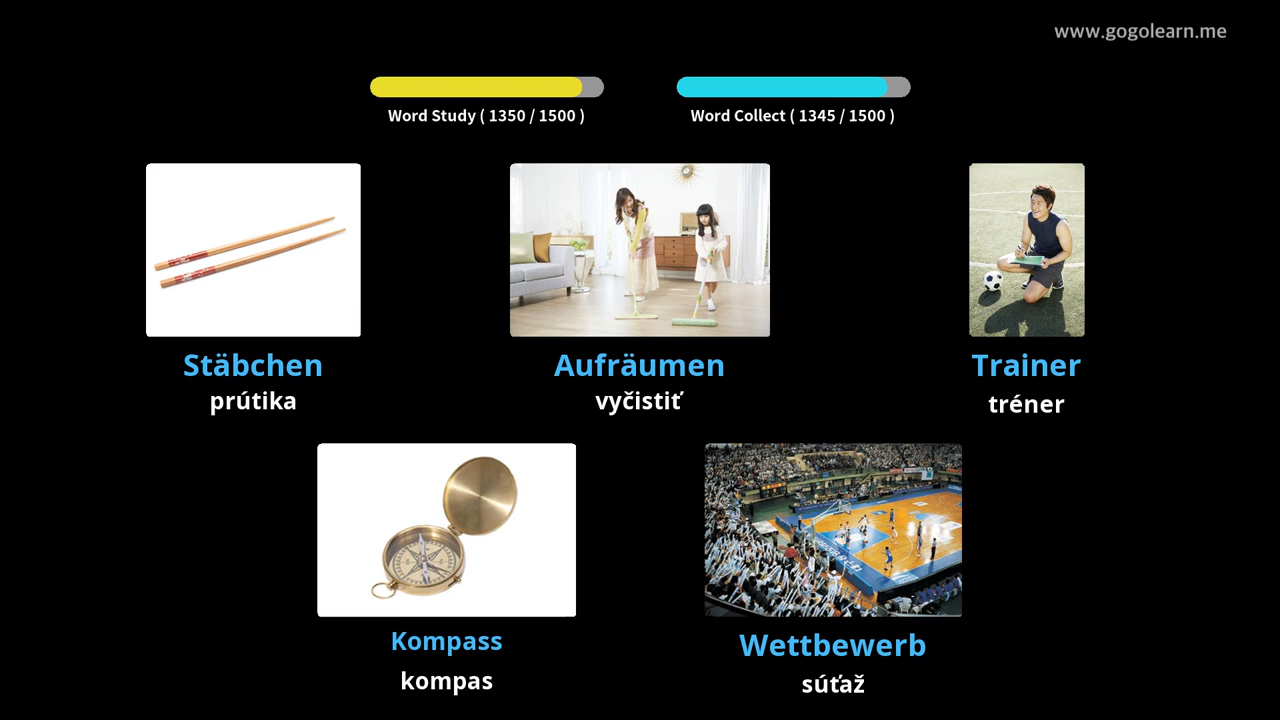 www.gogolearn.me
Word Study ( 1350 / 1500 )
Word Collect ( 1345 / 1500 )
Stäbchen
prútika
Aufräumen
vyčistiť
Trainer
tréner
Kompass
kompas
Wettbewerb
súťaž